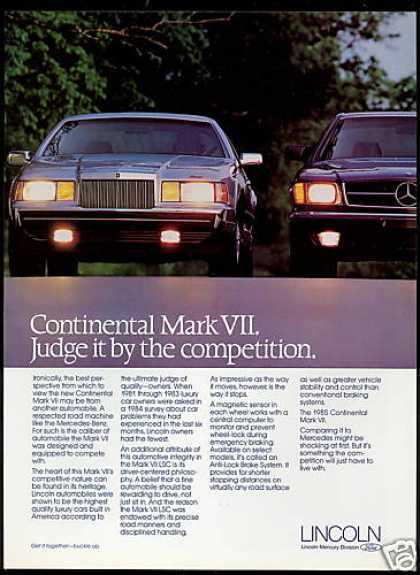 Continental Mark VII.
Judge it by the competition.
Ironically, the best per-
spective from which to
view the new Continental
Mark VII may be from
another automobile. A
respected road machine
like the Mercedes-Benz.
For such is the caliber of
automobile the Mark VII
was designed and
equipped to compete
with.
The heart of this Mark VII's
competitive nature can
be found in its heritage.
Lincoln automobiles were
shown to be the highest
quality luxury cars built in
America according to
the ultimate judge of
quality—owners. When
1981 through 1983 luxury
car owners were asked in
a 1984 survey about car
problems they had
experienced in the last six
months, Lincoln owners
had the fewest.
An additional attribute of
this automotive integrity in
the Mark VII LSC is its
driver-centered philoso-
phy. A belief that a fine
automobile should be
rewarding to drive, not
just sit in. And the reason
the Mark VII LSC was
endowed with its precise
road manners and
disciplined handling.
As impressive as the way
it moves, however, is the
way it stops.
A magnetic sensor in
each wheel works with a
central computer to
monitor and prevent
wheel-lock during
emergency braking.
Available on select
models, it's called an
Anti-Lock Brake System. It
provides for shorter
stopping distances on
virtually any road surface
as well as greater vehicle
stability and control than
conventional braking
systems.
The 1985 Continental
Mark VII.
Comparing it to
Mercedes might be
shocking at first. But it's
something the com-
petition will just have to
live with.
Get it together—buckle up.
LINCOLN
Lincoln-Mercury Division
Ford